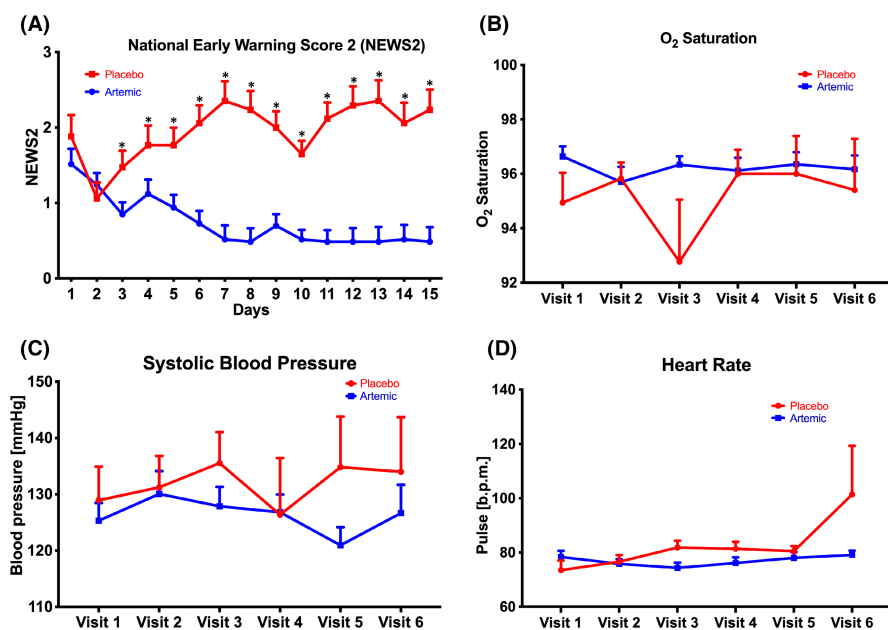 (A)
National Early Warning Score 2 (NEWS2)
Placebo
Artemic
NEWS2
3
2
1
0
* * * * * * * * * * * * *
1 2 3 4 5 6 7 8 9 10 11 12 13 14 15
Days
(B)
O₂ Saturation
Placebo
Artemic
O₂ Saturation
100
98
96
94
92
Visit 1 Visit 2 Visit 3 Visit 4 Visit 5 Visit 6
(C)
Systolic Blood Pressure
Placebo
Artemic
Blood pressure [mmHg]
150
140
130
120
110
Visit 1 Visit 2 Visit 3 Visit 4 Visit 5 Visit 6
(D)
Heart Rate
Placebo
Artemic
Pulse [b.p.m.]
140
120
100
80
60
Visit 1 Visit 2 Visit 3 Visit 4 Visit 5 Visit 6